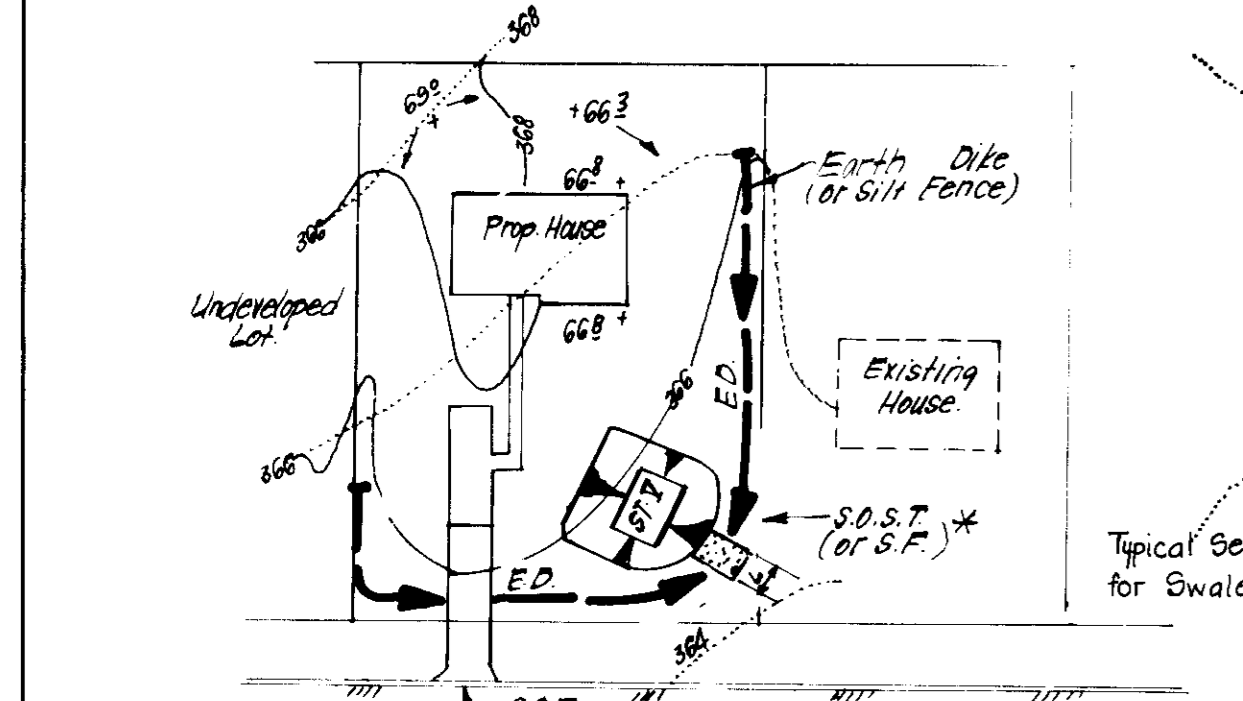 368
69⁰
+
368
+66³
Earth Dike
(or Silt Fence)
66⁸ +
Prop. House
366
Undeveloped
Lot.
66⁸ +
366
E.D.
Existing
House.
366
ST. V
S.O.S.T. *
(or S.F.)
Typical Se
for Swale
E.D.
364